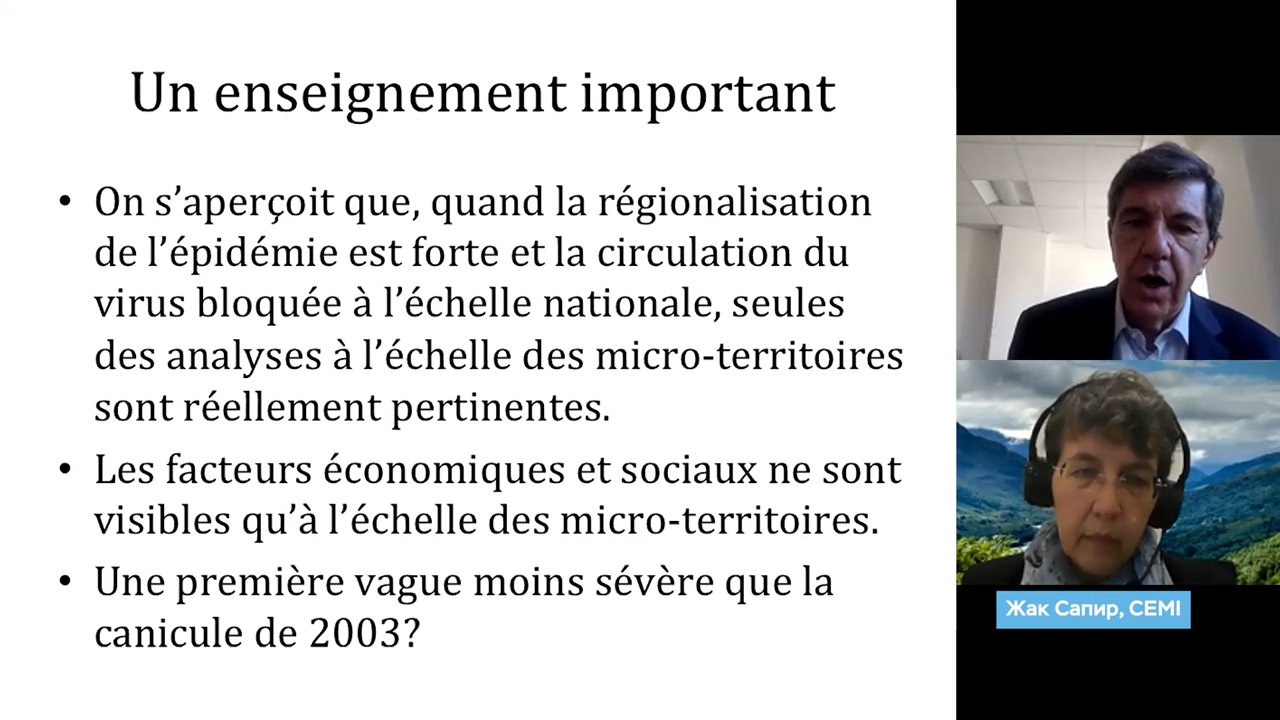 Un enseignement important
• On s’aperçoit que, quand la régionalisation
de l’épidémie est forte et la circulation du
virus bloquée à l’échelle nationale, seules
des analyses à l’échelle des micro-territoires
sont réellement pertinentes.
• Les facteurs économiques et sociaux ne sont
visibles qu’à l’échelle des micro-territoires.
• Une première vague moins sévère que la
canicule de 2003?
Жак Сапир, CEMI